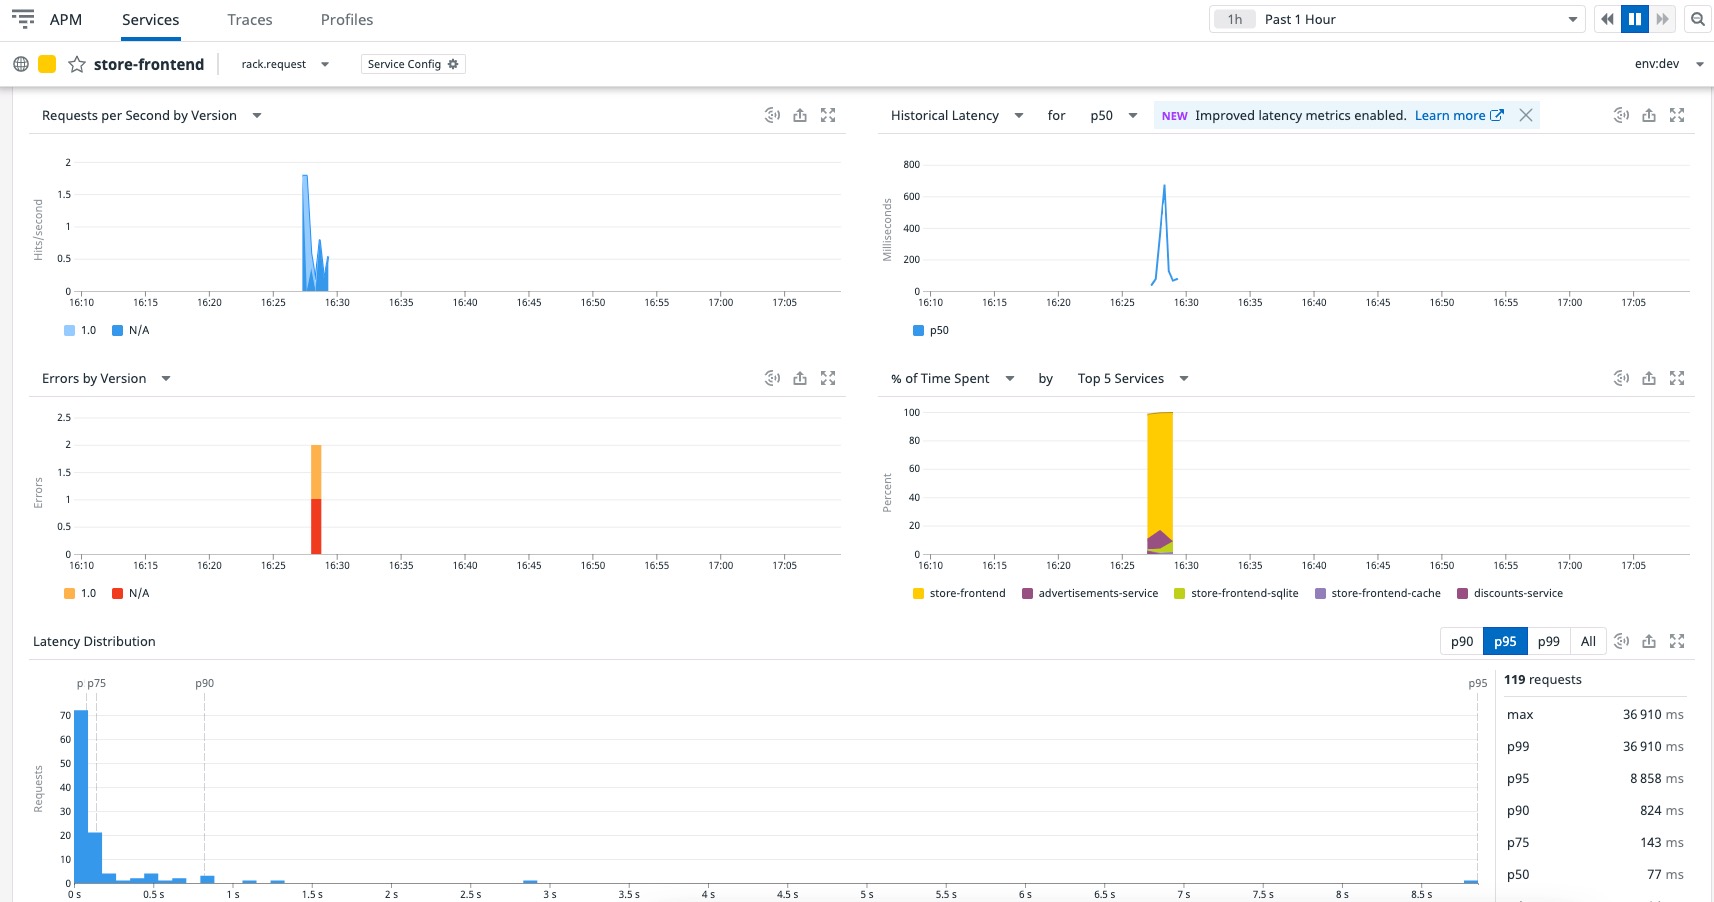 APM Services Traces Profiles 1h Past 1 Hour
store-frontend rack.request Service Config env:dev
Requests per Second by Version
Hits/second
2
1.5
1
0.5
0
16:10 16:15 16:20 16:25 16:30 16:35 16:40 16:45 16:50 16:55 17:00 17:05
1.0 N/A
Historical Latency for p50 NEW Improved latency metrics enabled. Learn more
Milliseconds
800
600
400
200
0
16:10 16:15 16:20 16:25 16:30 16:35 16:40 16:45 16:50 16:55 17:00 17:05
p50
Errors by Version
Errors
2.5
2
1.5
1
0.5
0
16:10 16:15 16:20 16:25 16:30 16:35 16:40 16:45 16:50 16:55 17:00 17:05
1.0 N/A
% of Time Spent by Top 5 Services
Percent
100
80
60
40
20
0
16:10 16:15 16:20 16:25 16:30 16:35 16:40 16:45 16:50 16:55 17:00 17:05
store-frontend advertisements-service store-frontend-sqlite store-frontend-cache discounts-service
Latency Distribution p90 p95 p99 All
p p75 p90 p95
Requests
70
60
50
40
30
20
10
0
0 s 0.5 s 1 s 1.5 s 2 s 2.5 s 3 s 3.5 s 4 s 4.5 s 5 s 5.5 s 6 s 6.5 s 7 s 7.5 s 8 s 8.5 s
119 requests
max 36 910 ms
p99 36 910 ms
p95 8 858 ms
p90 824 ms
p75 143 ms
p50 77 ms